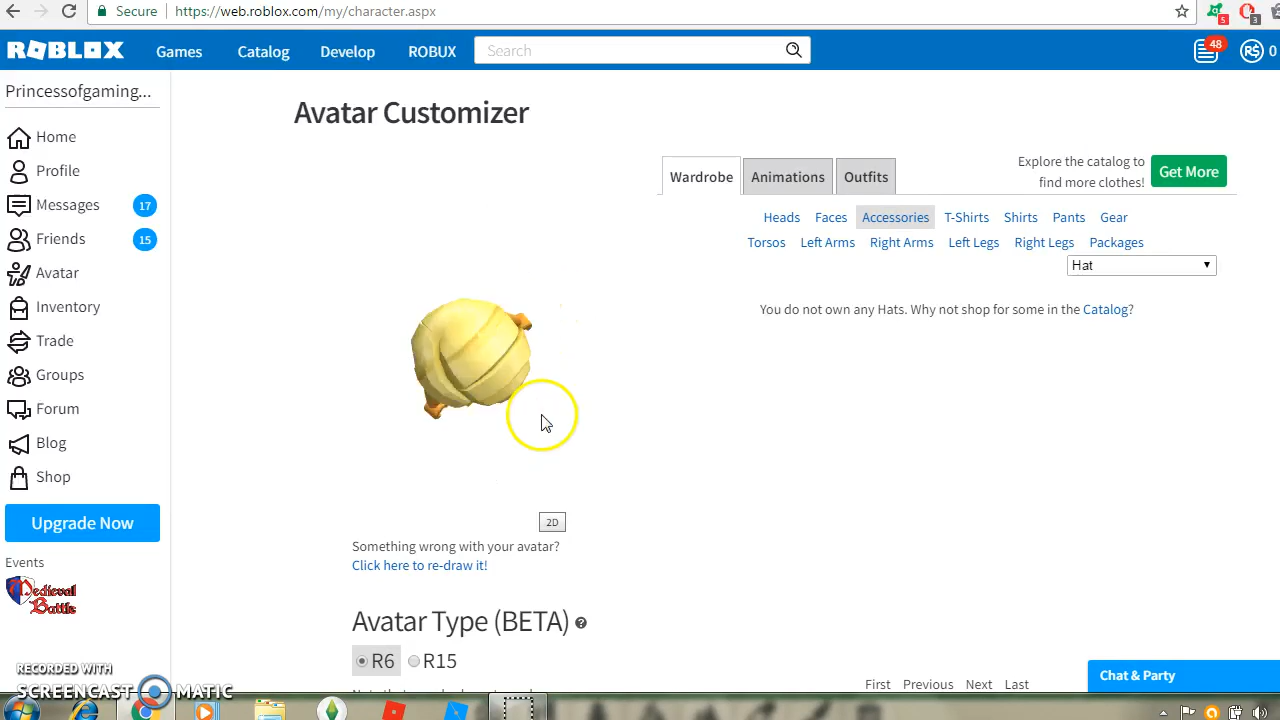 Secure https://web.roblox.com/my/character.aspx
5 3
ROBLOX Games Catalog Develop ROBUX Search 48 R$ 0
Princessofgaming...
Home
Profile
Messages 17
Friends 15
Avatar
Inventory
Trade
Groups
Forum
Blog
Shop
Upgrade Now
Events
Medieval Battle
Avatar Customizer
Wardrobe Animations Outfits
Explore the catalog to
find more clothes!
Get More
Heads Faces Accessories T-Shirts Shirts Pants Gear
Torsos Left Arms Right Arms Left Legs Right Legs Packages
Hat
You do not own any Hats. Why not shop for some in the Catalog?
2D
Something wrong with your avatar?
Click here to re-draw it!
Avatar Type (BETA) ?
R6 R15
First Previous Next Last
Chat & Party
RECORDED WITH
SCREENCAST MATIC